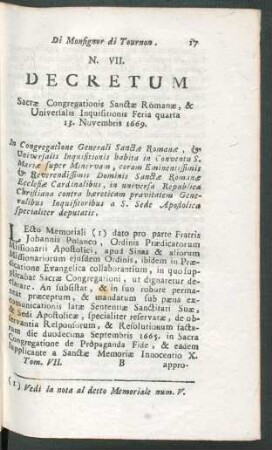 Di Monsignor di Tournon. 17
N. VII.
DECRETUM
Sacræ Congregationis Sanctæ Romanæ, &
Universalis Inquisitionis Feria quarta
13. Novembris 1669.
In Congregatione Generali Sanctæ Romanæ, &
Universalis Inquisitionis habita in Conventu S.
Mariæ super Minervam, coram Eminentissimis
& Reverendissimis Dominis Sanctæ Romanæ
Ecclesiæ Cardinalibus, in universa Republica
Christiana contra hæreticam pravitatem Gene-
ralibus Inquisitoribus a S. Sede Apostolica
specialiter deputatis.
LEcto Memoriali (1) dato pro parte Fratris
Johannis Polanco, Ordinis Prædicatorum
Missionarii Apostolici, apud Sinas & aliorum
Missionariorum ejusdem Ordinis, ibidem in Præ-
dicatione Evangelica collaborantium, in quo sup-
plicabat Sacræ Congregationi, ut dignaretur de-
clarare. An subsistat, & in suo robore perma-
neat præceptum, & mandatum sub pœna ex-
communicationis latæ Sententiæ Sanctitati Suæ,
& Sedi Apostolicæ, specialiter reservatæ, de ob-
servantia Responsorum, & Resolutionum factа-
rum die duodecima Septembris 1665. in Sacra
Congregatione de Propaganda Fide, & eadem
supplicante a Sanctæ Memoriæ Innocentio X.
Tom. VII. B appro-
(1) Vedi la nota al detto Memoriale num. V.